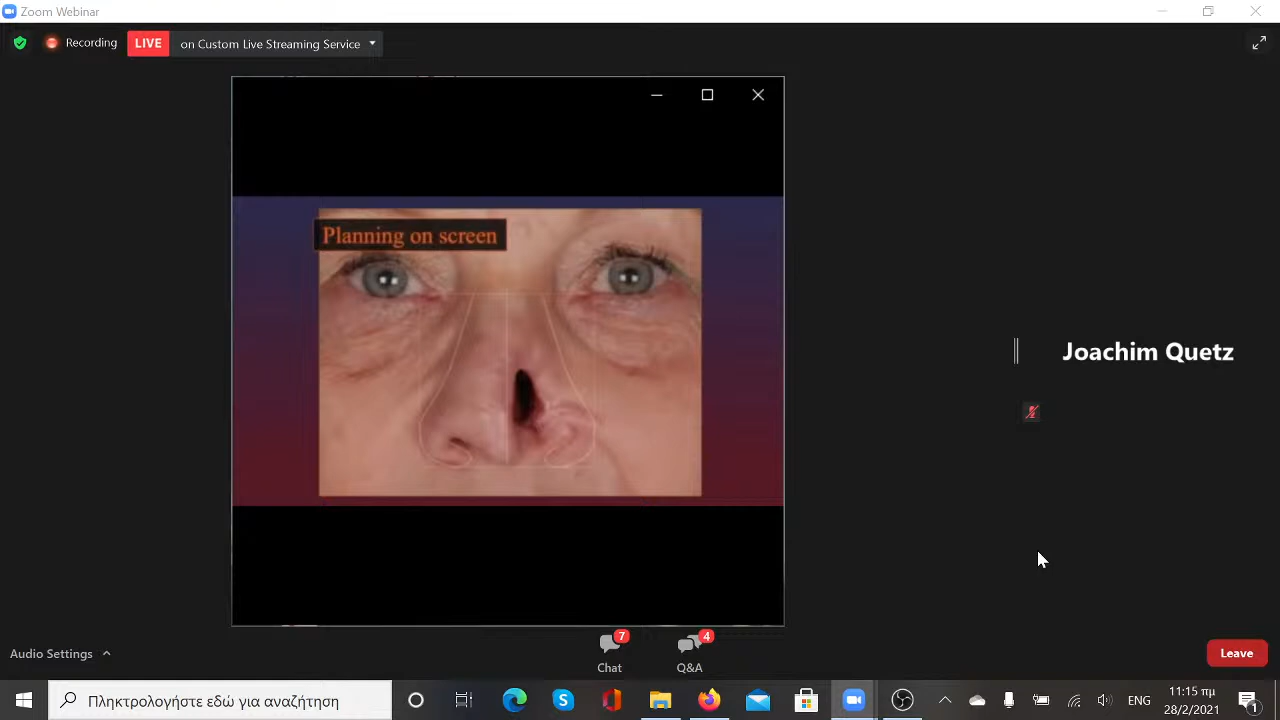 Zoom Webinar
Recording
LIVE
on Custom Live Streaming Service
Planning on screen
Joachim Quetz
Audio Settings
7
Chat
4
Q&A
Leave
Πληκτρολογήστε εδώ για αναζήτηση
ENG
11:15 πμ
28/2/2021
1